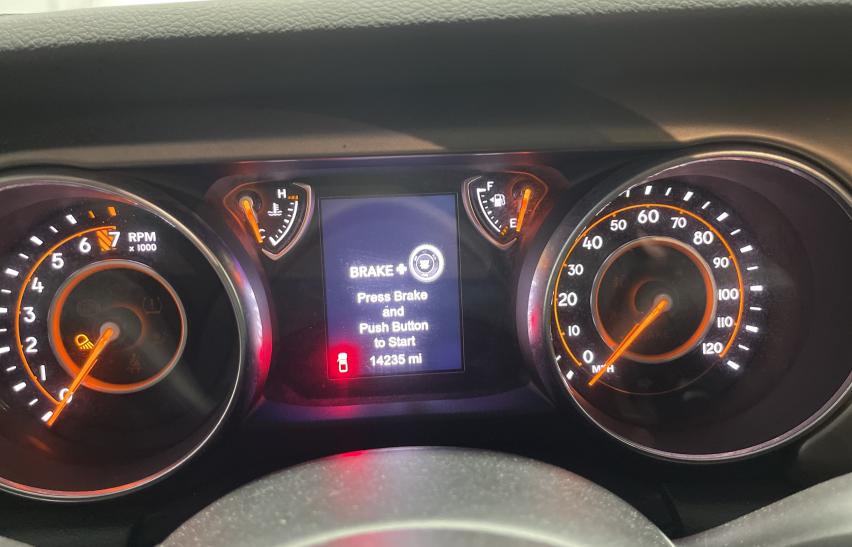 0
1
2
3
4
5
6
7
RPM
x 1000
H
C
F
E
BRAKE +
Press Brake
and
Push Button
to Start
14235 mi
0
10
20
30
40
50
60
70
80
90
100
110
120
MPH